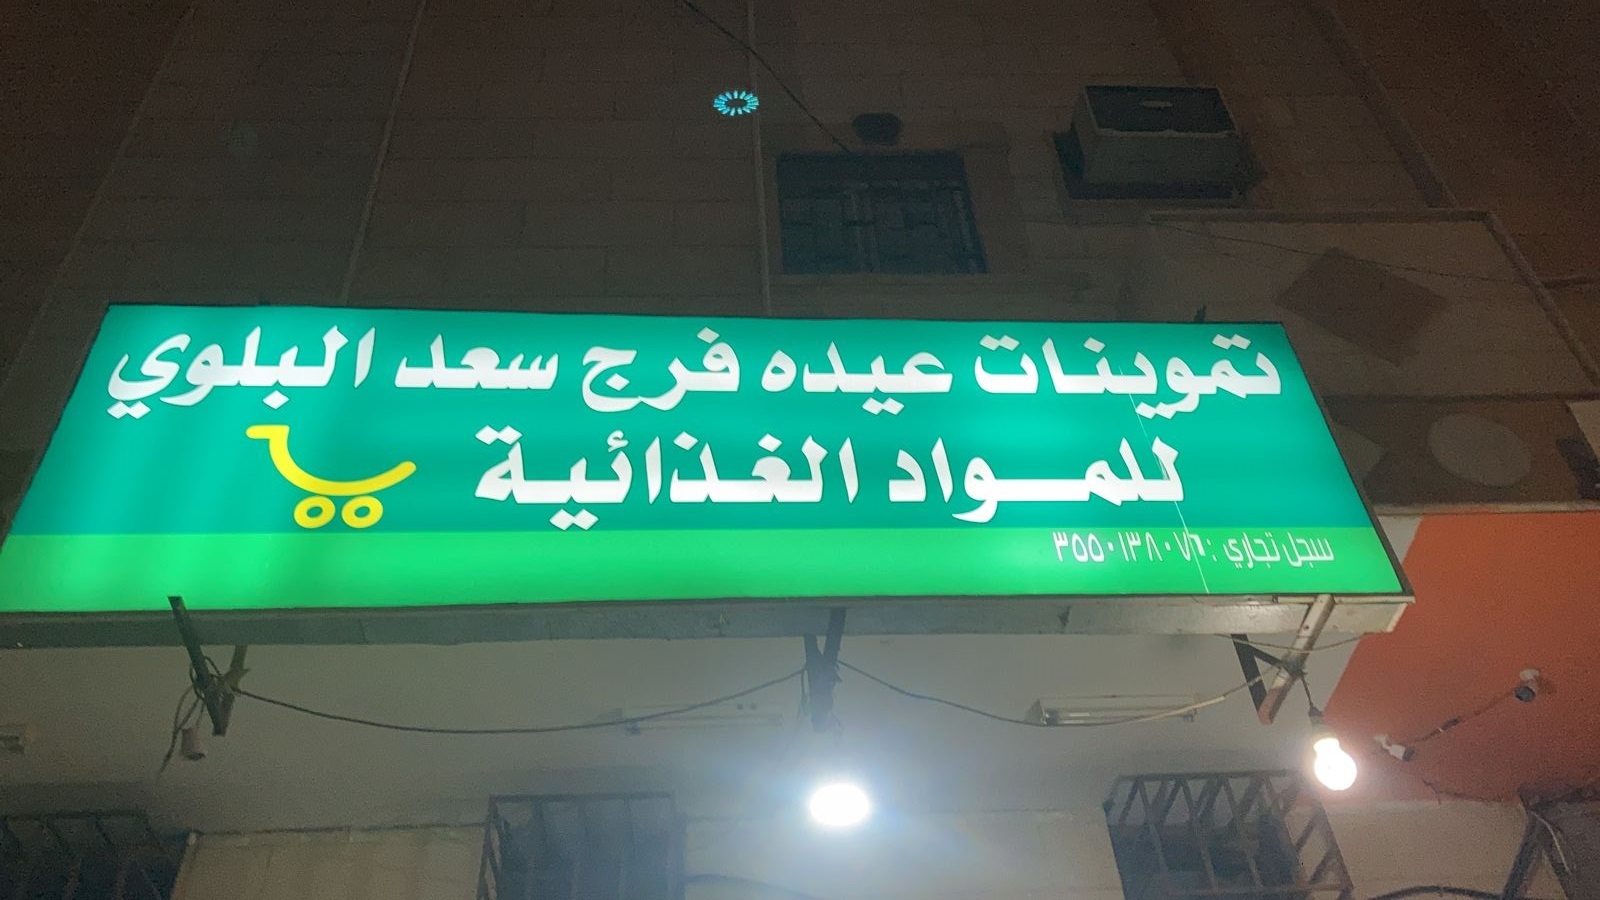 تموينات عيده فرج سعد البلوي
للمواد الغذائية
سجل تجاري : ٣٥٥٠١٣٨٠٧٦